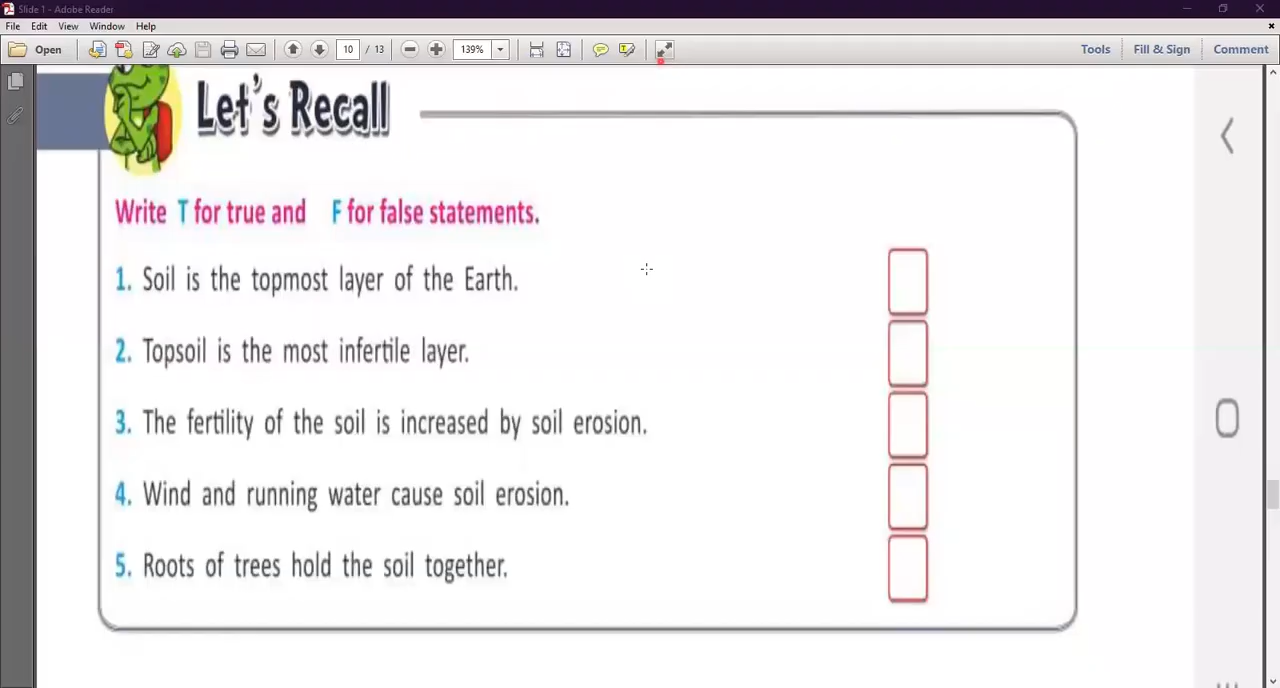 Slide 1 - Adobe Reader
File Edit View Window Help
Open 10 / 13 139% Tools Fill & Sign Comment
Let's Recall
Write T for true and F for false statements.
1. Soil is the topmost layer of the Earth.
2. Topsoil is the most infertile layer.
3. The fertility of the soil is increased by soil erosion.
4. Wind and running water cause soil erosion.
5. Roots of trees hold the soil together.